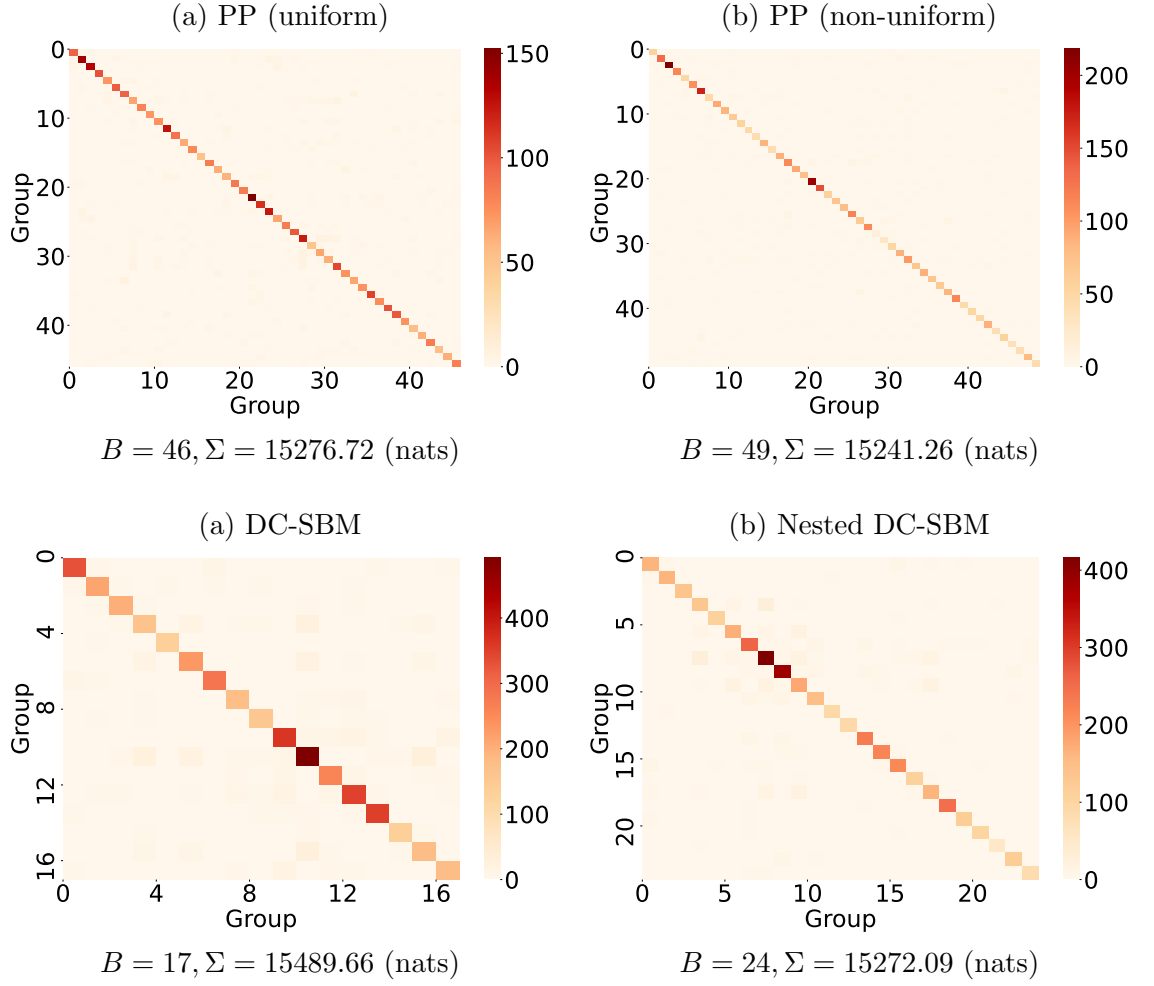 (a) PP (uniform)
0
10
20
30
40
Group
0 10 20 30 40
Group
150
100
50
0
B = 46, Σ = 15276.72 (nats)
(b) PP (non-uniform)
0
10
20
30
40
Group
0 10 20 30 40
Group
200
150
100
50
0
B = 49, Σ = 15241.26 (nats)
(a) DC-SBM
0
4
8
12
16
Group
0 4 8 12 16
Group
400
300
200
100
0
B = 17, Σ = 15489.66 (nats)
(b) Nested DC-SBM
0
5
10
15
20
Group
0 5 10 15 20
Group
400
300
200
100
0
B = 24, Σ = 15272.09 (nats)